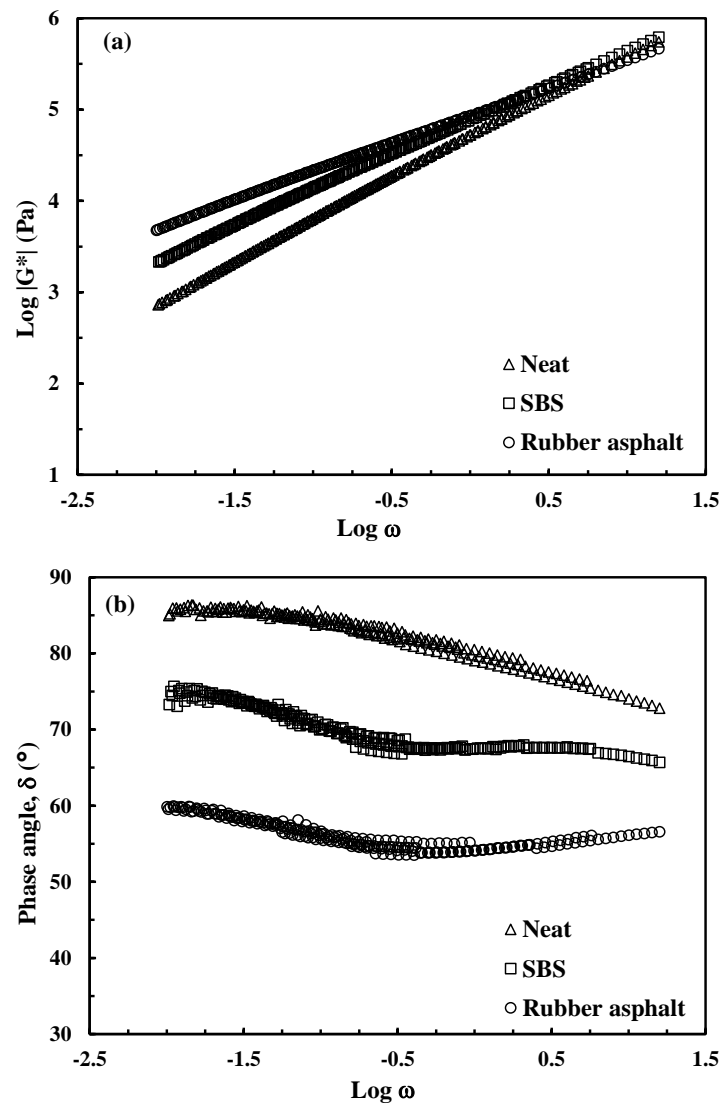 (a)
Log |G*| (Pa)
6
5
4
3
2
1
Neat
SBS
Rubber asphalt
-2.5 -1.5 -0.5 0.5 1.5
Log ω
(b)
Phase angle, δ (°)
90
80
70
60
50
40
30
Neat
SBS
Rubber asphalt
-2.5 -1.5 -0.5 0.5 1.5
Log ω